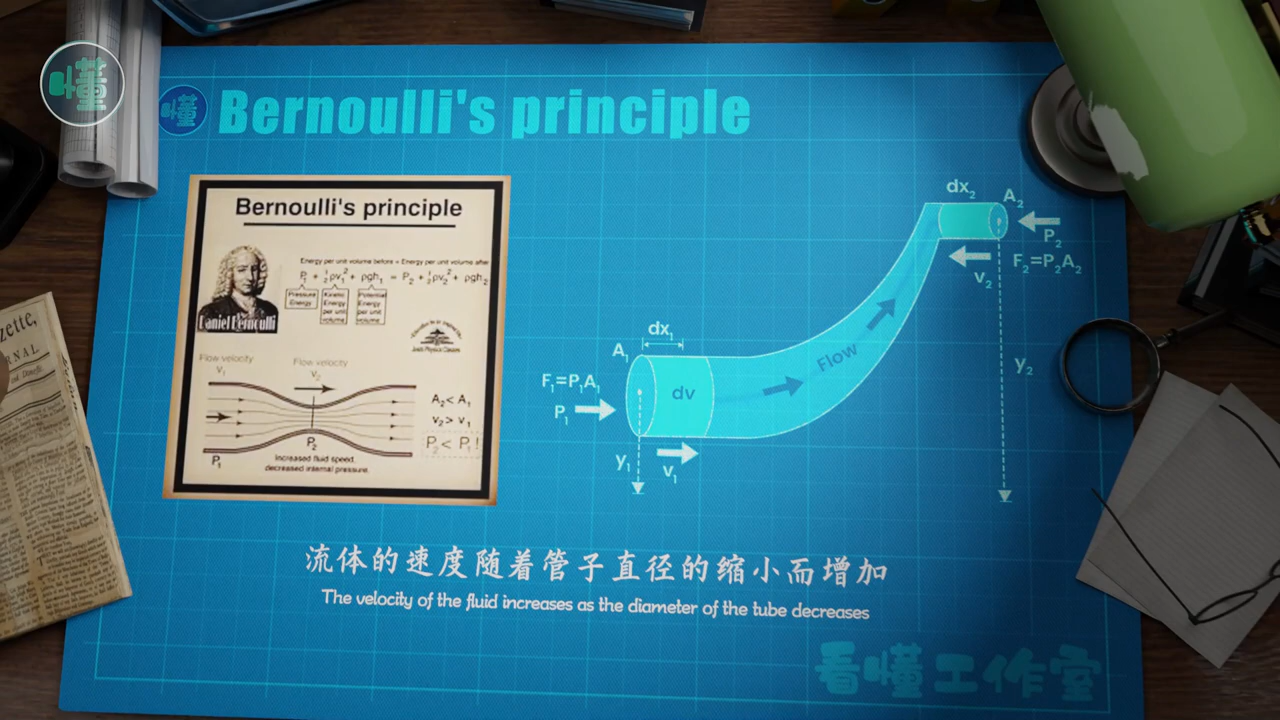 懂
懂
Bernoulli's principle
Bernoulli's principle
Energy per unit volume before = Energy per unit volume after
P₁ + ½ρv₁² + ρgh₁ = P₂ + ½ρv₂² + ρgh₂
Pressure Energy
Kinetic Energy per unit volume
Potential Energy per unit volume
Daniel Bernoulli
Flow velocity v₁
Flow velocity v₂
A₂< A₁
v₂> v₁
P₂< P₁!
P₂
P₁
Increased fluid speed,
decreased internal pressure.
dx₂
A₂
P₂
v₂
F₂=P₂A₂
dx₁
A₁
F₁=P₁A₁
P₁
dv
Flow
y₂
y₁
v₁
zette,
RNAL
流体的速度随着管子直径的缩小而增加
The velocity of the fluid increases as the diameter of the tube decreases
看懂工作室